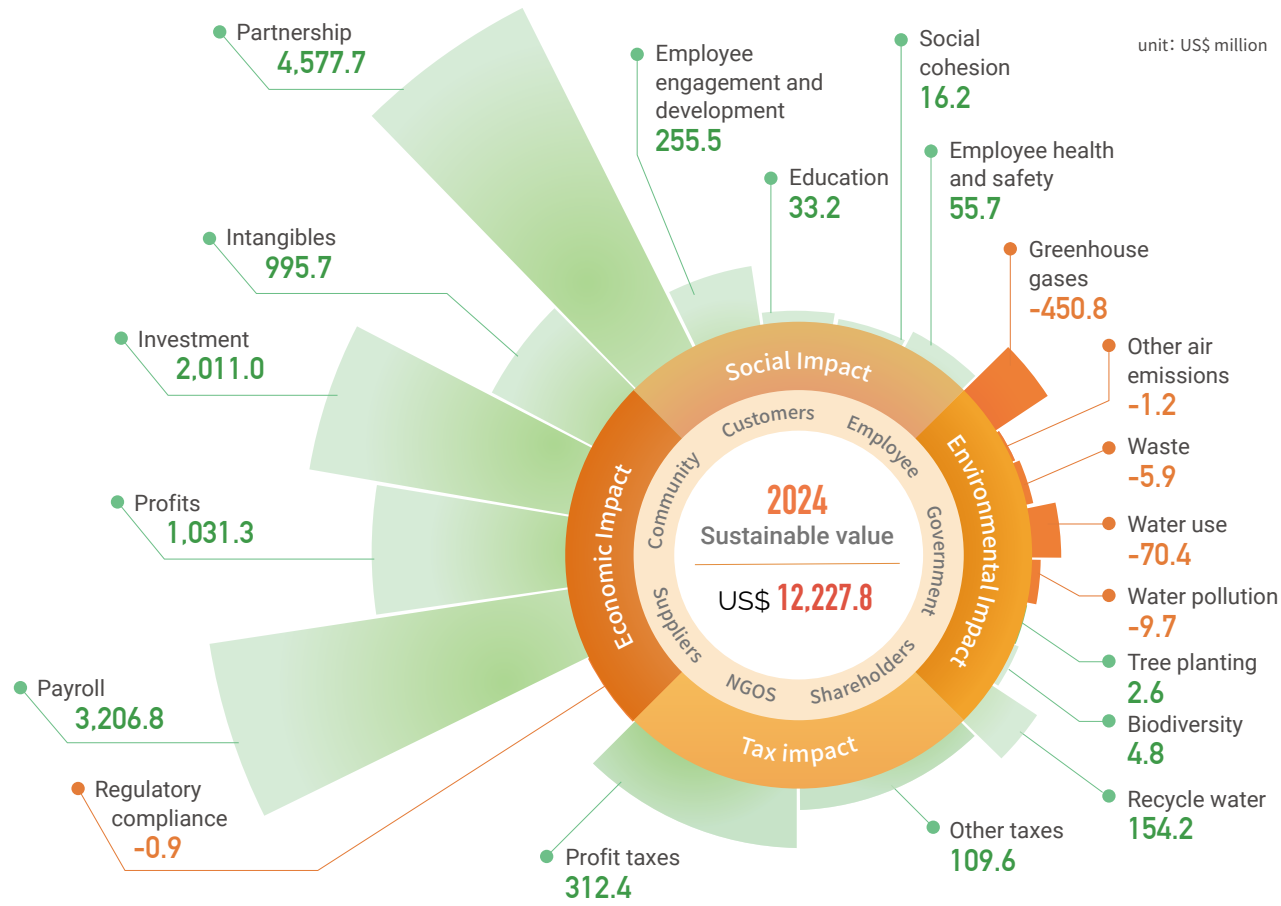 unit: US$ million
Partnership
4,577.7
Employee
engagement and
development
255.5
Social
cohesion
16.2
Education
33.2
Employee health
and safety
55.7
Intangibles
995.7
Greenhouse
gases
-450.8
Investment
2,011.0
Other air
emissions
-1.2
Waste
-5.9
Profits
1,031.3
Water use
-70.4
Water pollution
-9.7
Tree planting
2.6
Payroll
3,206.8
Biodiversity
4.8
Regulatory
compliance
-0.9
Recycle water
154.2
Profit taxes
312.4
Other taxes
109.6
Social Impact
Environmental Impact
Tax impact
Economic Impact
Customers
Employee
Government
Shareholders
NGOS
Suppliers
Community
2024
Sustainable value
US$ 12,227.8